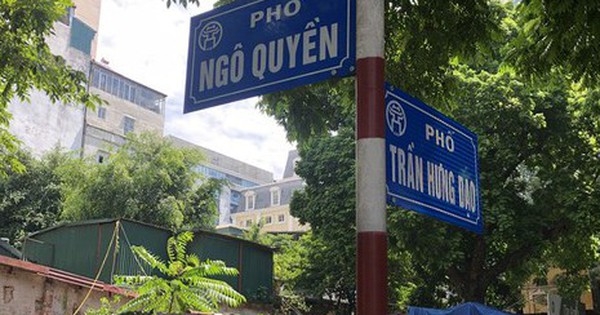 PHỐ
NGÔ QUYỀN
PHỐ
TRẦN HƯNG ĐẠO